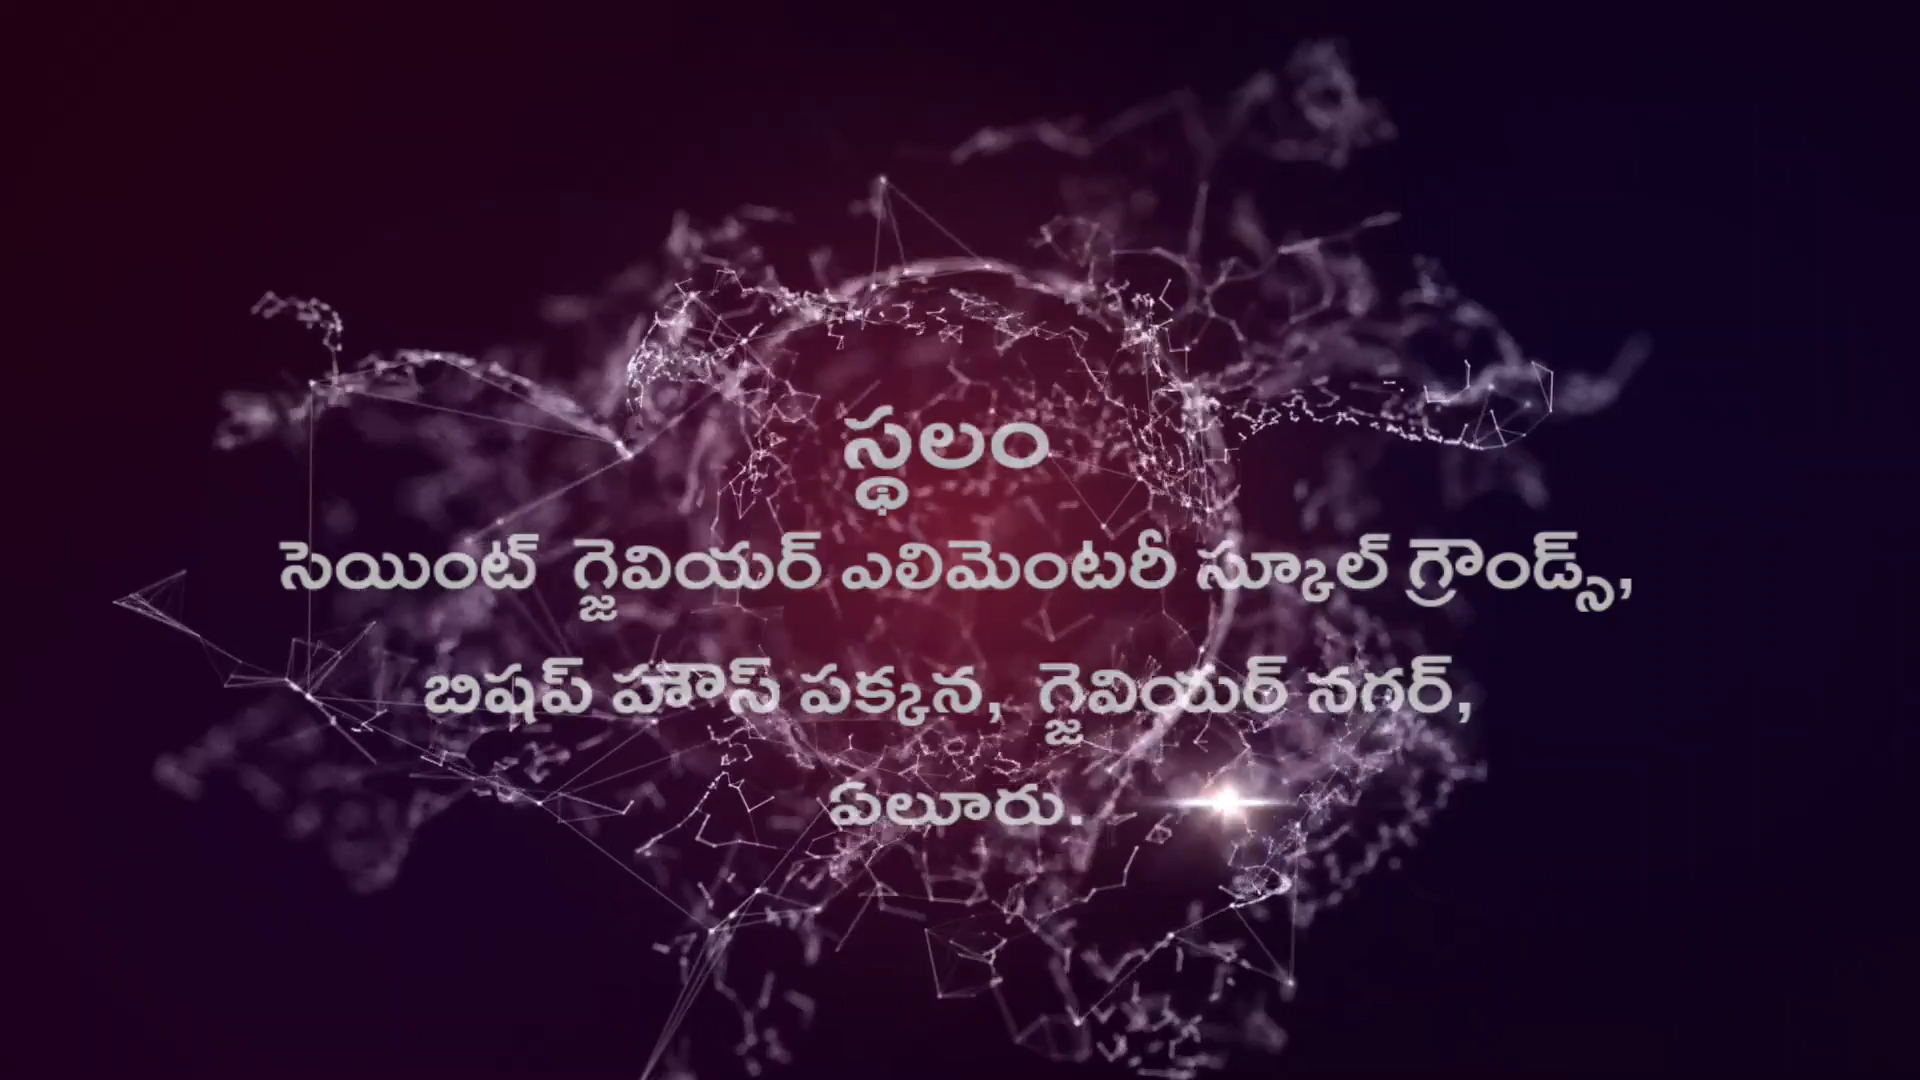 స్థలం
సెయింట్ గ్జెవియర్ ఎలిమెంటరీ స్కూల్ గ్రౌండ్స్,
బిషప్ హౌస్ పక్కన, గ్జెవియర్ నగర్,
ఏలూరు.